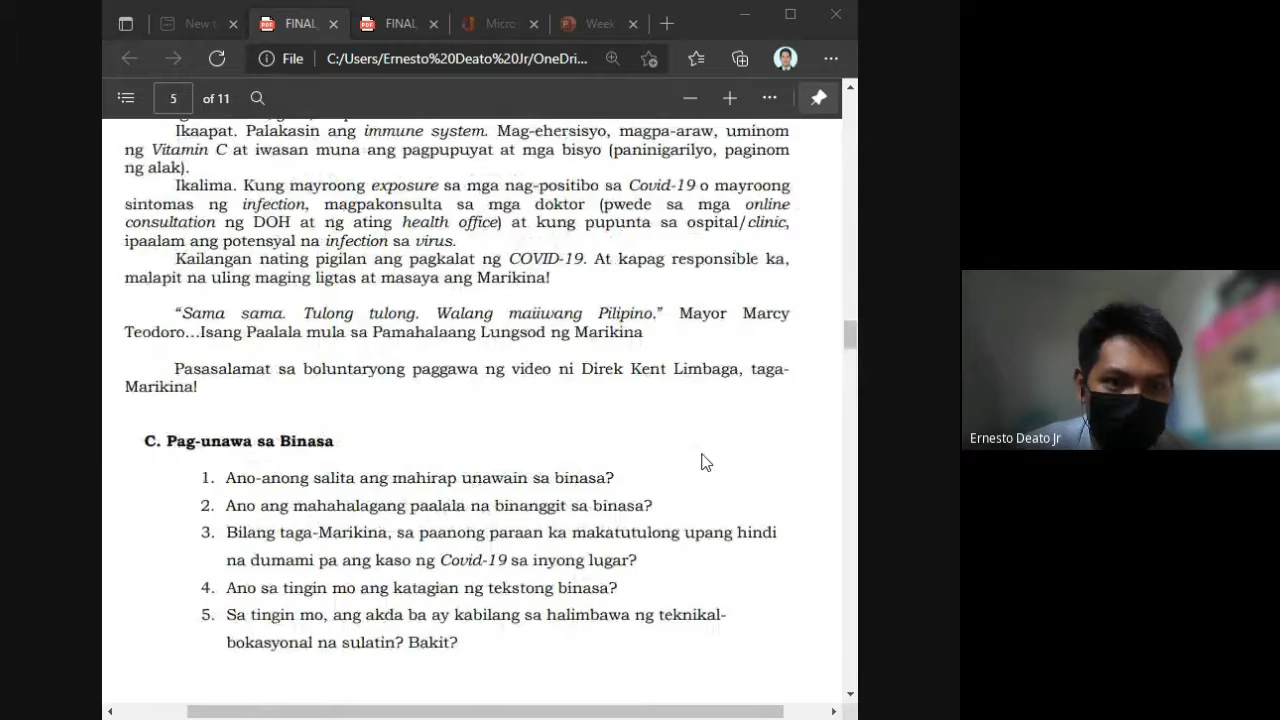 New t
FINAL
FINAL
Micro
Week
File
C:/Users/Ernesto%20Deato%20Jr/OneDri...
5 of 11
Ikaapat. Palakasin ang immune system. Mag-ehersisyo, magpa-araw, uminom
ng Vitamin C at iwasan muna ang pagpupuyat at mga bisyo (paninigarilyo, paginom
ng alak).
Ikalima. Kung mayroong exposure sa mga nag-positibo sa Covid-19 o mayroong
sintomas ng infection, magpakonsulta sa mga doktor (pwede sa mga online
consultation ng DOH at ng ating health office) at kung pupunta sa ospital/clinic,
ipaalam ang potensyal na infection sa virus.
Kailangan nating pigilan ang pagkalat ng COVID-19. At kapag responsible ka,
malapit na uling maging ligtas at masaya ang Marikina!
“Sama sama. Tulong tulong. Walang maiiwang Pilipino.” Mayor Marcy
Teodoro...Isang Paalala mula sa Pamahalaang Lungsod ng Marikina
Pasasalamat sa boluntaryong paggawa ng video ni Direk Kent Limbaga, taga-
Marikina!
C. Pag-unawa sa Binasa
1. Ano-anong salita ang mahirap unawain sa binasa?
2. Ano ang mahahalagang paalala na binanggit sa binasa?
3. Bilang taga-Marikina, sa paanong paraan ka makatutulong upang hindi
na dumami pa ang kaso ng Covid-19 sa inyong lugar?
4. Ano sa tingin mo ang katagian ng tekstong binasa?
5. Sa tingin mo, ang akda ba ay kabilang sa halimbawa ng teknikal-
bokasyonal na sulatin? Bakit?
Ernesto Deato Jr